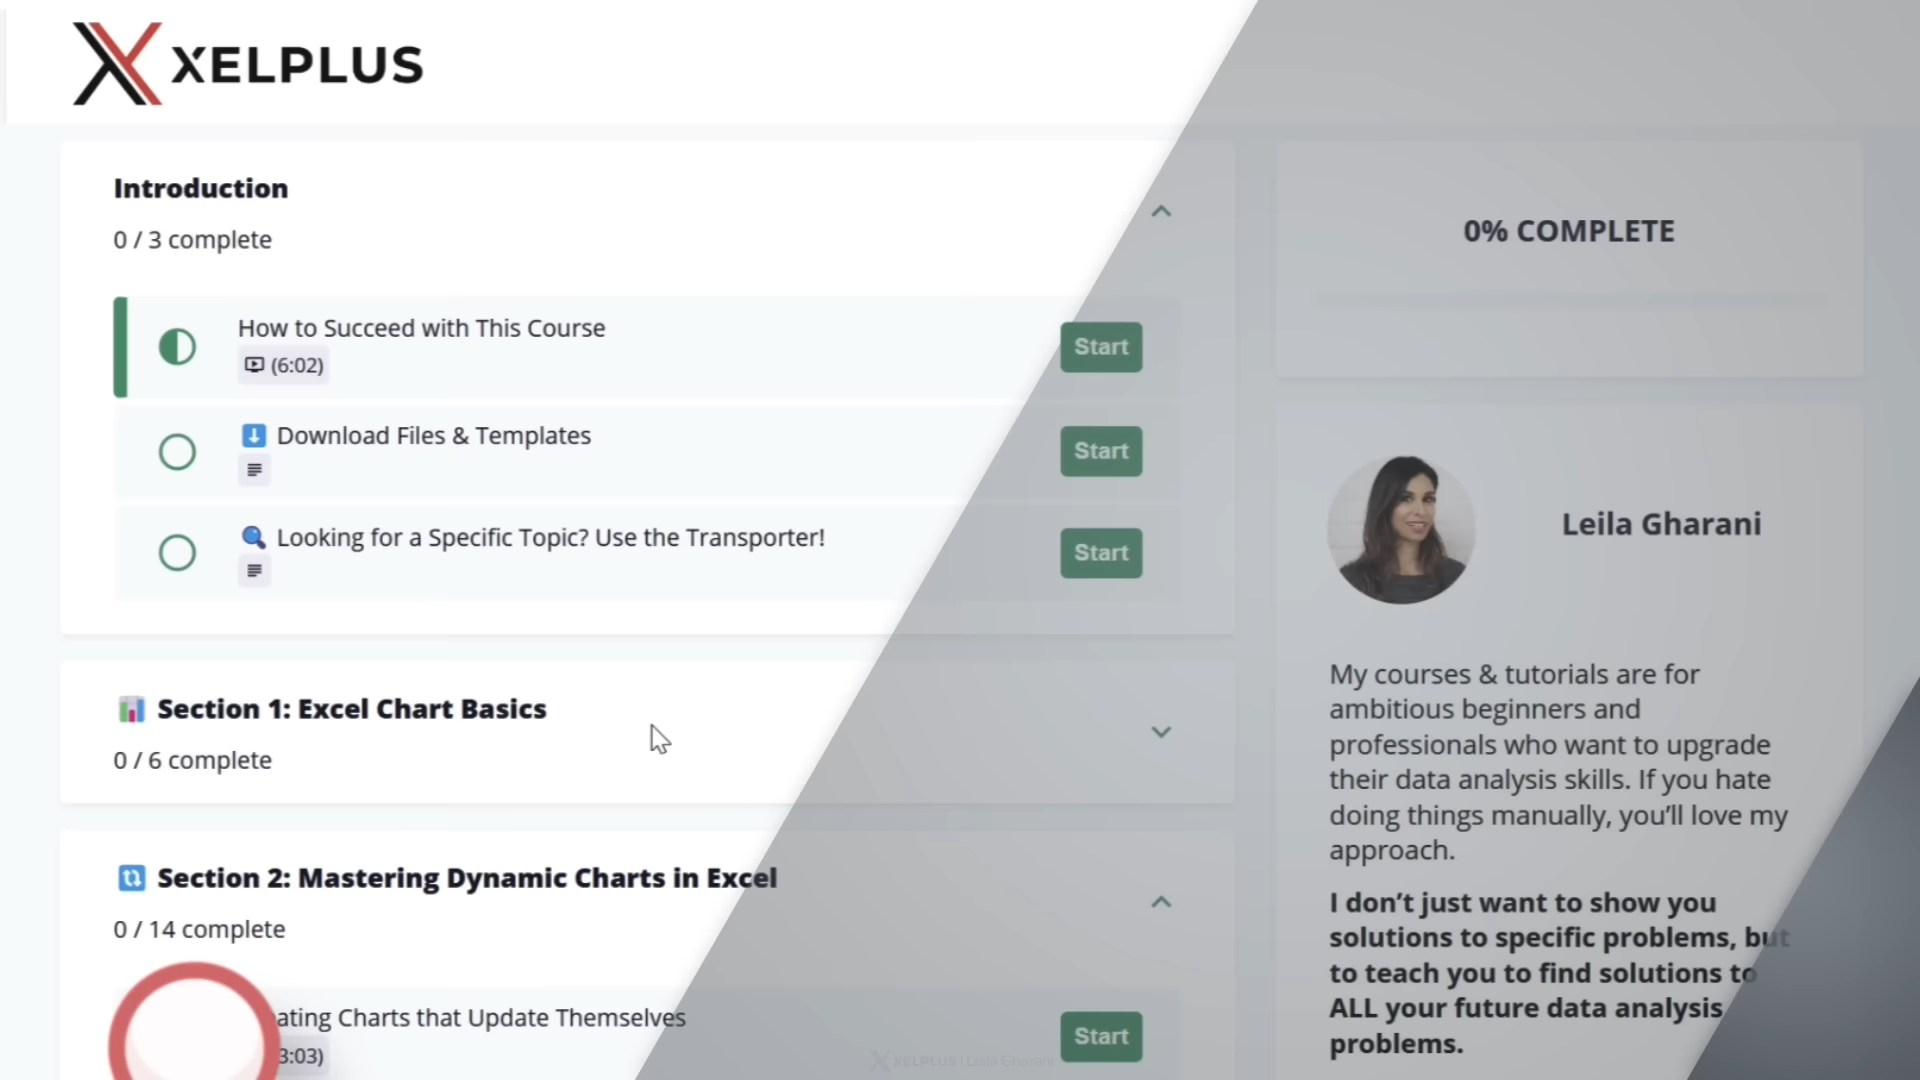 XELPLUS
Introduction
0 / 3 complete
How to Succeed with This Course
(6:02)
Start
Download Files & Templates
Start
Looking for a Specific Topic? Use the Transporter!
Start
Section 1: Excel Chart Basics
0 / 6 complete
Section 2: Mastering Dynamic Charts in Excel
0 / 14 complete
ating Charts that Update Themselves
3:03)
Start
XELPLUS | Leila Gharani
0% COMPLETE
Leila Gharani
My courses & tutorials are for
ambitious beginners and
professionals who want to upgrade
their data analysis skills. If you hate
doing things manually, you’ll love my
approach.
I don’t just want to show you
solutions to specific problems, but
to teach you to find solutions to
ALL your future data analysis
problems.